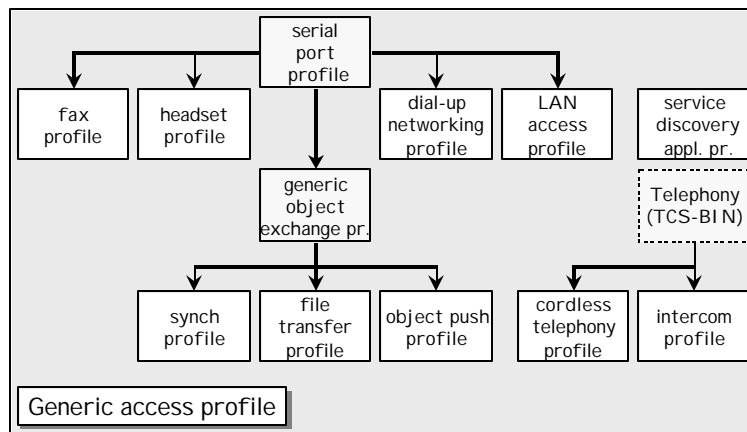 serial
port
profile
fax
profile
headset
profile
dial-up
networking
profile
LAN
access
profile
service
discovery
appl. pr.
generic
object
exchange pr.
Telephony
(TCS-BIN)
synch
profile
file
transfer
profile
object push
profile
cordless
telephony
profile
intercom
profile
Generic access profile